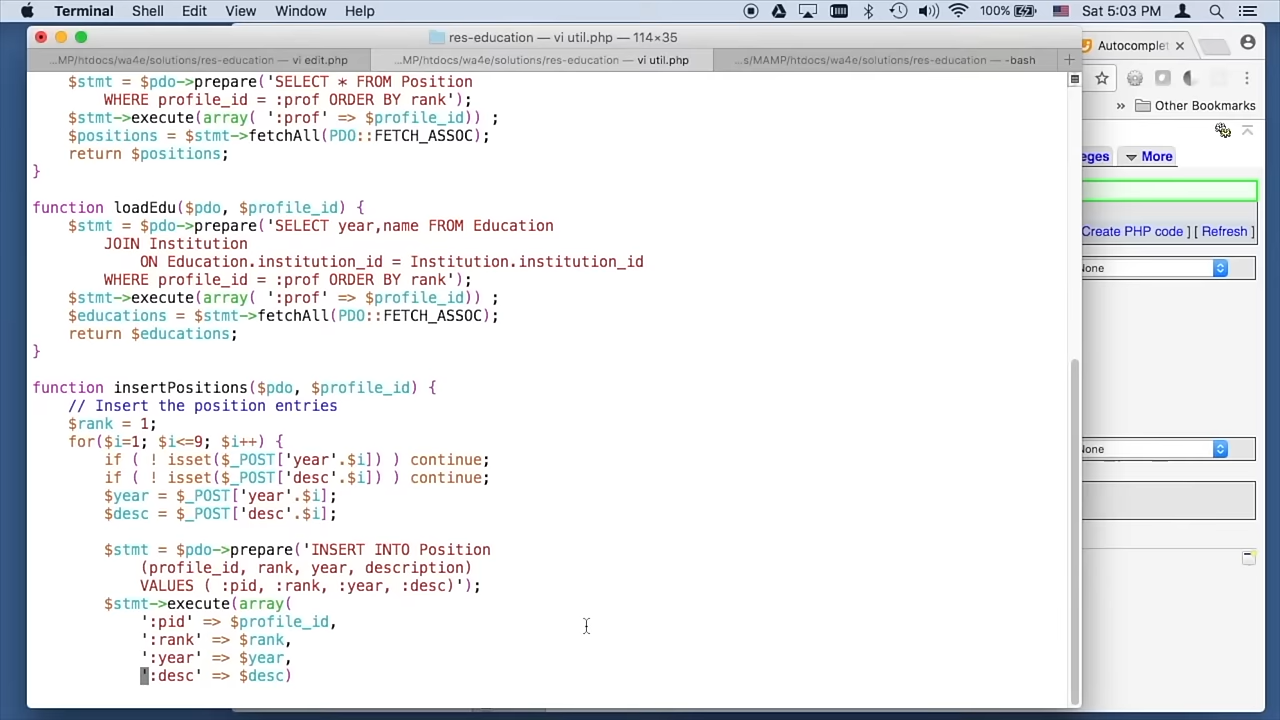 Terminal Shell Edit View Window Help 100% Sat 5:03 PM
res-education — vi util.php — 114×35
...MP/htdocs/wa4e/solutions/res-education — vi edit.php ...MP/htdocs/wa4e/solutions/res-education — vi util.php ...s/MAMP/htdocs/wa4e/solutions/res-education — -bash +
Autocomplet ×
» Other Bookmarks
eges More
Create PHP code ] [ Refresh ]
None
None
$stmt = $pdo->prepare('SELECT * FROM Position
WHERE profile_id = :prof ORDER BY rank');
$stmt->execute(array( ':prof' => $profile_id)) ;
$positions = $stmt->fetchAll(PDO::FETCH_ASSOC);
return $positions;
}
function loadEdu($pdo, $profile_id) {
$stmt = $pdo->prepare('SELECT year,name FROM Education
JOIN Institution
ON Education.institution_id = Institution.institution_id
WHERE profile_id = :prof ORDER BY rank');
$stmt->execute(array( ':prof' => $profile_id)) ;
$educations = $stmt->fetchAll(PDO::FETCH_ASSOC);
return $educations;
}
function insertPositions($pdo, $profile_id) {
// Insert the position entries
$rank = 1;
for($i=1; $i<=9; $i++) {
if ( ! isset($_POST['year'.$i]) ) continue;
if ( ! isset($_POST['desc'.$i]) ) continue;
$year = $_POST['year'.$i];
$desc = $_POST['desc'.$i];
$stmt = $pdo->prepare('INSERT INTO Position
(profile_id, rank, year, description)
VALUES ( :pid, :rank, :year, :desc)');
$stmt->execute(array(
':pid' => $profile_id,
':rank' => $rank,
':year' => $year,
':desc' => $desc)